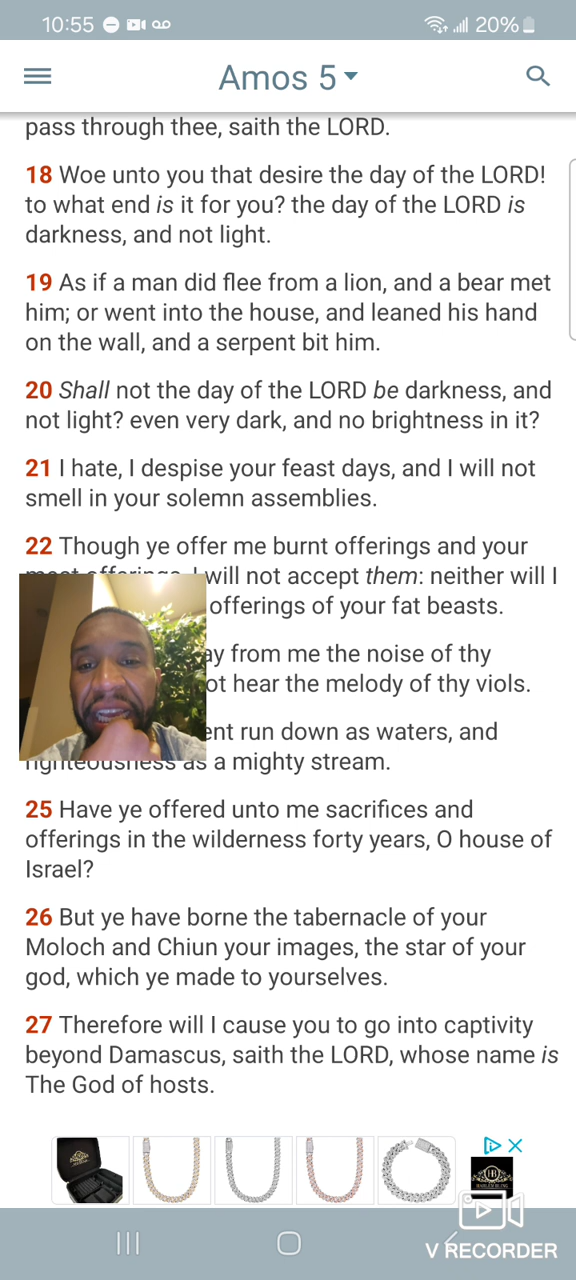 10:55
20%
Amos 5
pass through thee, saith the LORD.
18 Woe unto you that desire the day of the LORD!
to what end is it for you? the day of the LORD is
darkness, and not light.
19 As if a man did flee from a lion, and a bear met
him; or went into the house, and leaned his hand
on the wall, and a serpent bit him.
20 Shall not the day of the LORD be darkness, and
not light? even very dark, and no brightness in it?
21 I hate, I despise your feast days, and I will not
smell in your solemn assemblies.
22 Though ye offer me burnt offerings and your
will not accept them: neither will I
offerings of your fat beasts.
from me the noise of thy
hear the melody of thy viols.
run down as waters, and
righteousness as a mighty stream.
25 Have ye offered unto me sacrifices and
offerings in the wilderness forty years, O house of
Israel?
26 But ye have borne the tabernacle of your
Moloch and Chiun your images, the star of your
god, which ye made to yourselves.
27 Therefore will I cause you to go into captivity
beyond Damascus, saith the LORD, whose name is
The God of hosts.
V RECORDER